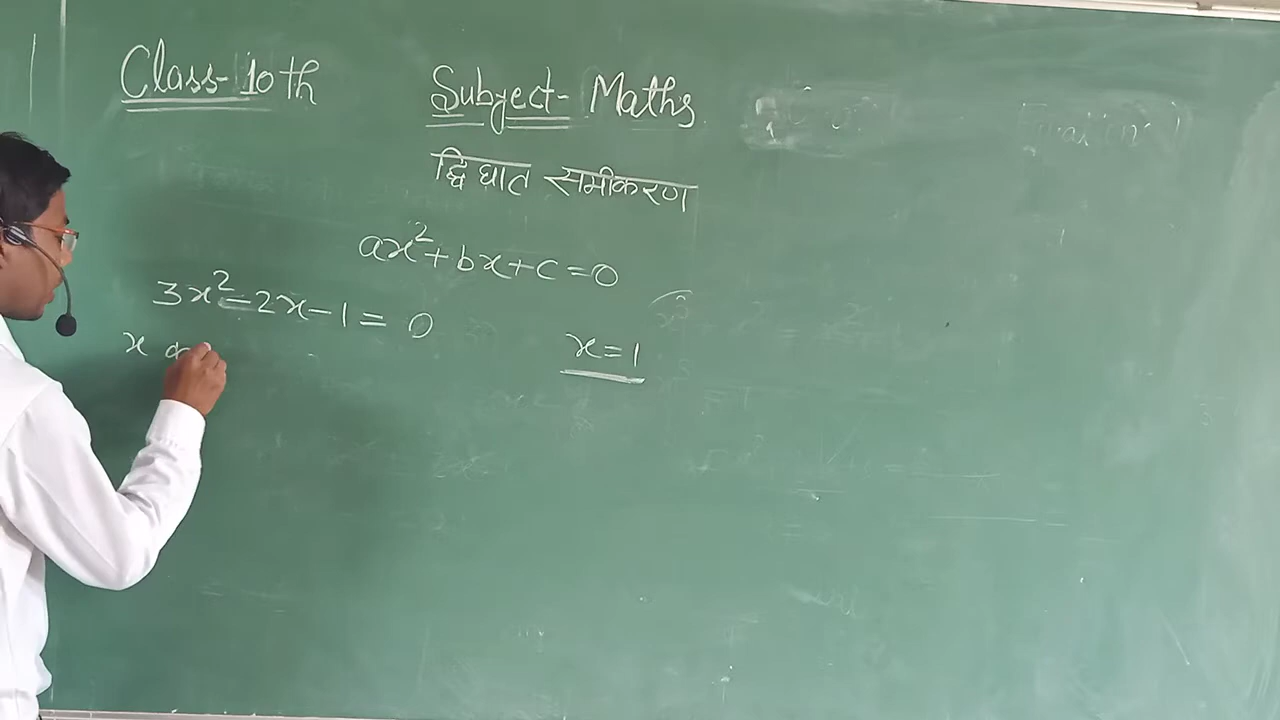 Class-10th
Subject- Maths
द्विघात समीकरण
ax²+bx+c=0
3x²-2x-1=0
x=1
x